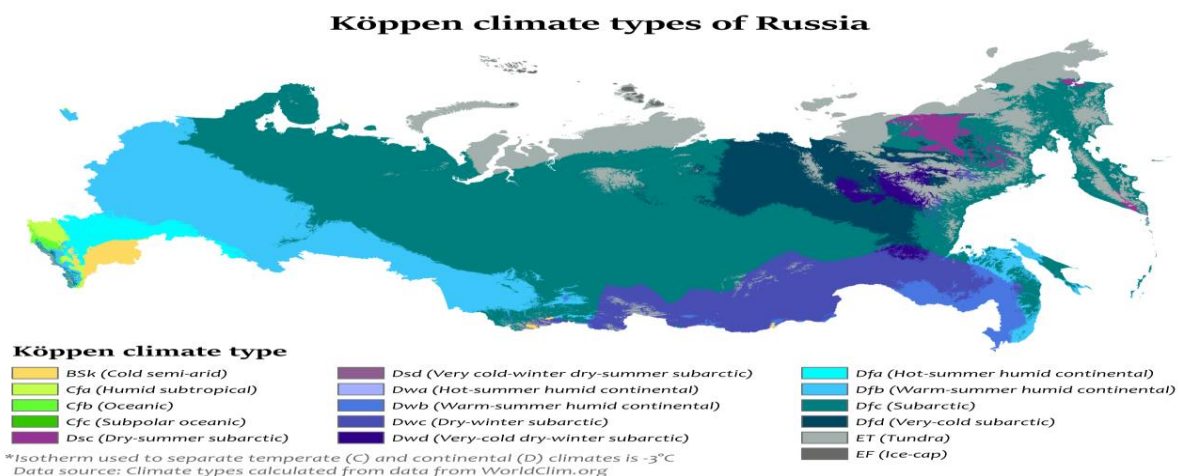 Köppen climate types of Russia
Köppen climate type
BSk (Cold semi-arid)
Cfa (Humid subtropical)
Cfb (Oceanic)
Cfc (Subpolar oceanic)
Dsc (Dry-summer subarctic)
Dsd (Very cold-winter dry-summer subarctic)
Dwa (Hot-summer humid continental)
Dwb (Warm-summer humid continental)
Dwc (Dry-winter subarctic)
Dwd (Very-cold dry-winter subarctic)
Dfa (Hot-summer humid continental)
Dfb (Warm-summer humid continental)
Dfc (Subarctic)
Dfd (Very-cold subarctic)
ET (Tundra)
EF (Ice-cap)
*Isotherm used to separate temperate (C) and continental (D) climates is -3°C
Data source: Climate types calculated from data from WorldClim.org